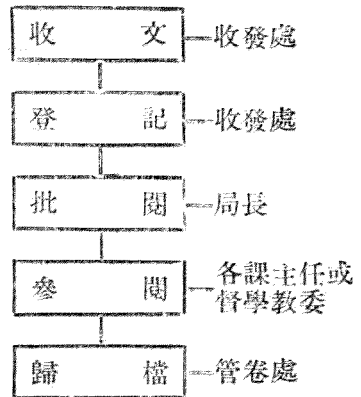 收文 收發處
登記 收發處
批閱 局長
參閱 各課主任或
督學教委
歸檔 管卷處